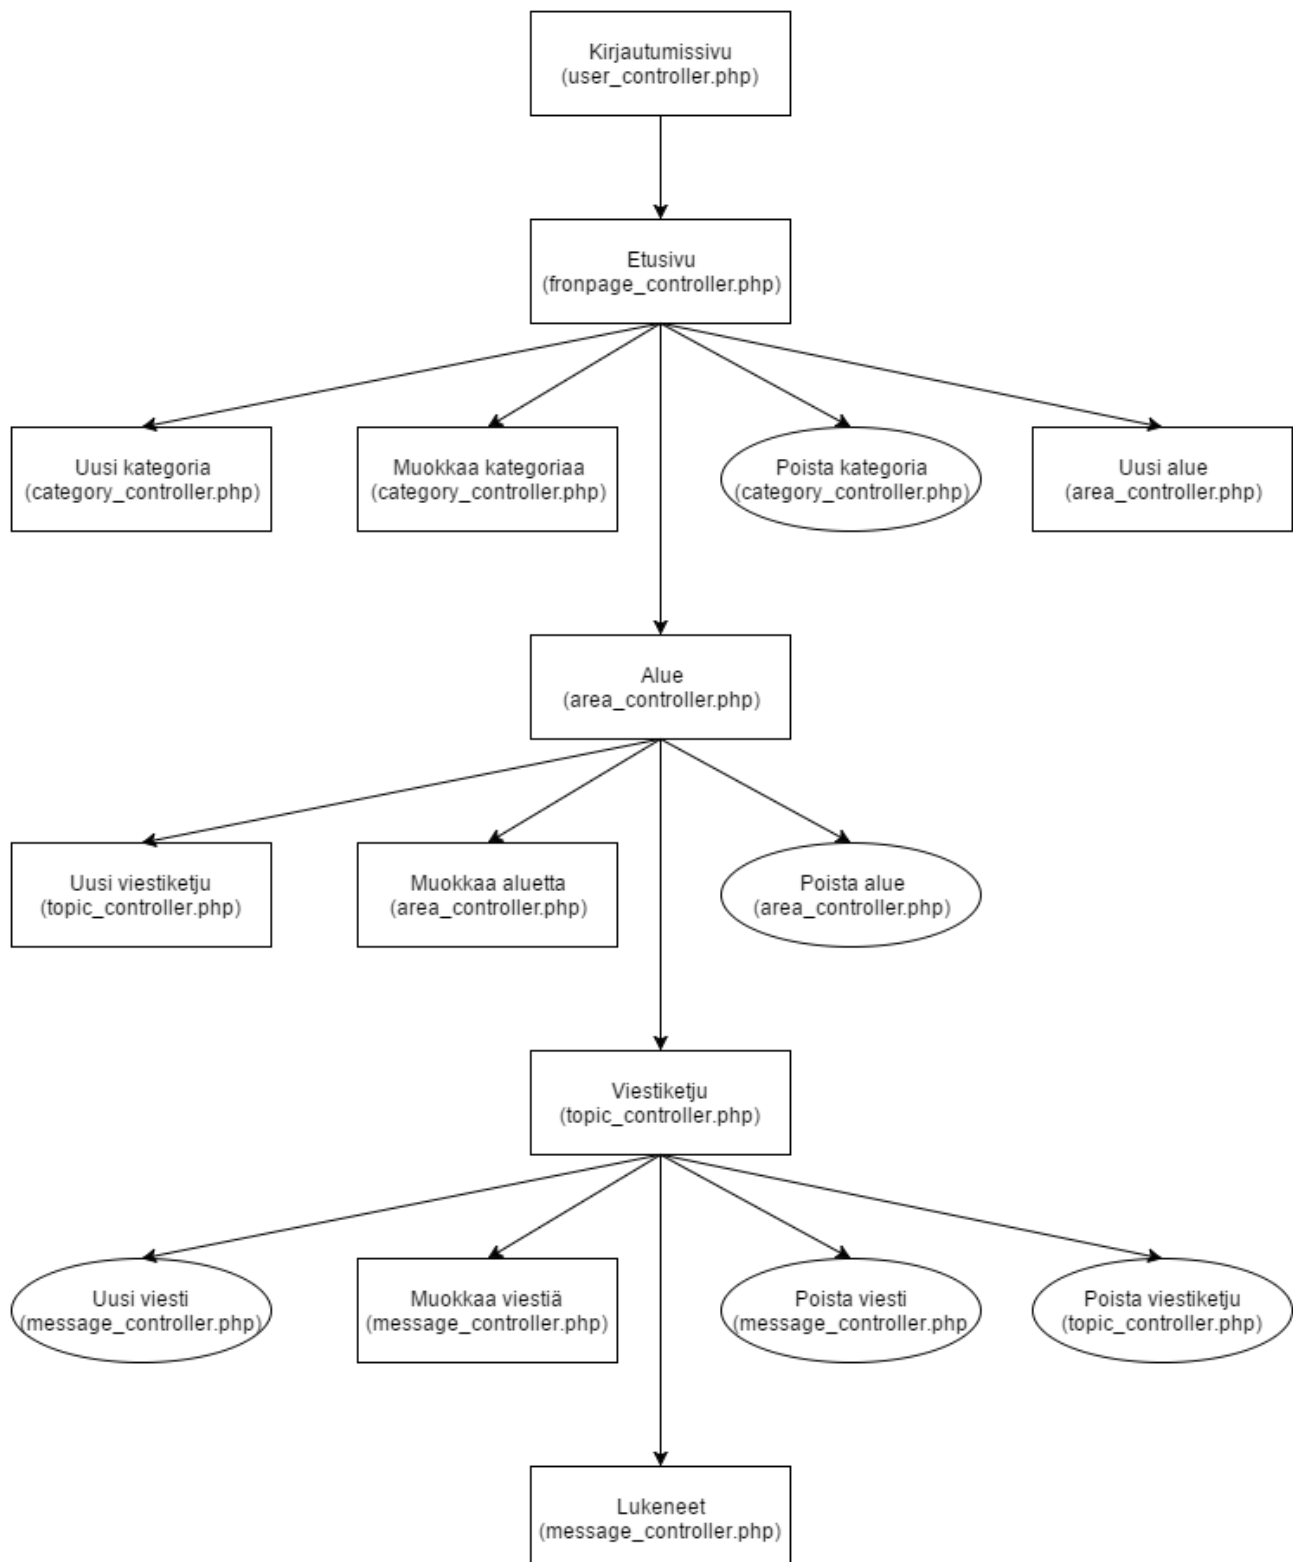 Kirjautumissivu
(user_controller.php)
Etusivu
(fronpage_controller.php)
Uusi kategoria
(category_controller.php)
Muokkaa kategoriaa
(category_controller.php)
Poista kategoria
(category_controller.php)
Uusi alue
(area_controller.php)
Alue
(area_controller.php)
Uusi viestiketju
(topic_controller.php)
Muokkaa aluetta
(area_controller.php)
Poista alue
(area_controller.php)
Viestiketju
(topic_controller.php)
Uusi viesti
(message_controller.php)
Muokkaa viestiä
(message_controller.php)
Poista viesti
(message_controller.php
Poista viestiketju
(topic_controller.php)
Lukeneet
(message_controller.php)